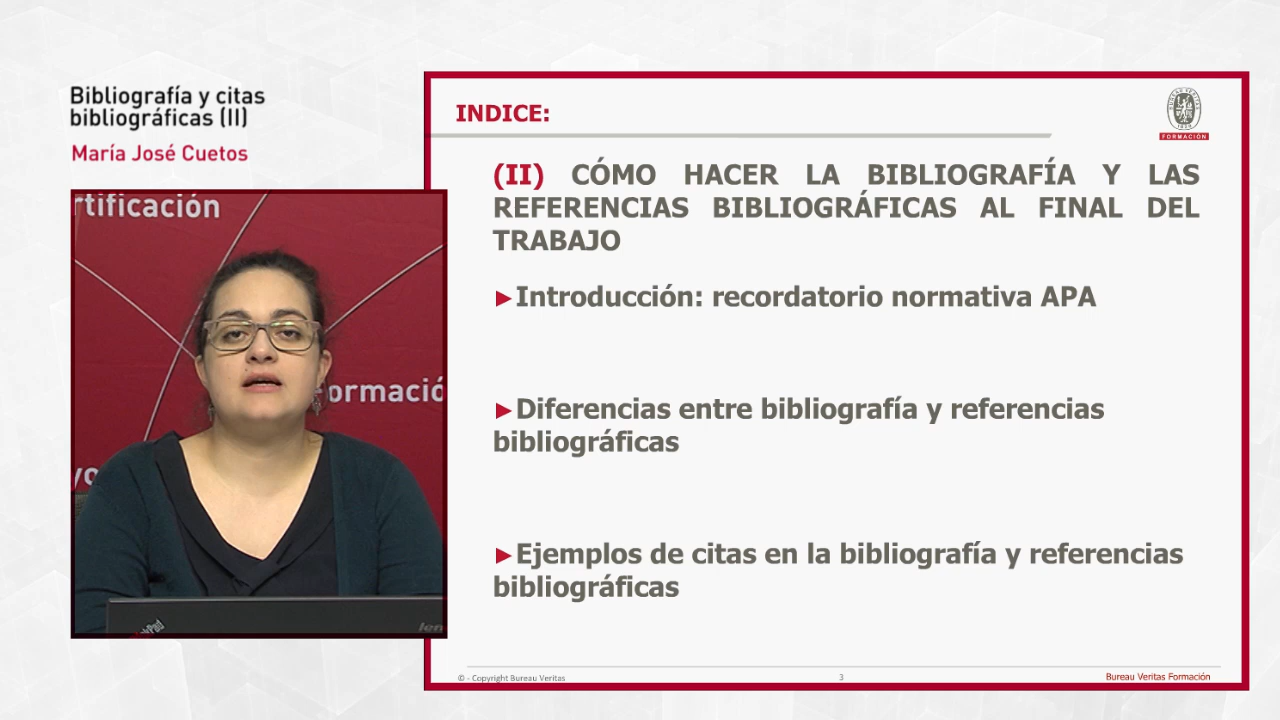 Bibliografía y citas
bibliográficas (II)
María José Cuetos
rtificación
ormació
INDICE:
FORMACIÓN
(II) CÓMO HACER LA BIBLIOGRAFÍA Y LAS
REFERENCIAS BIBLIOGRÁFICAS AL FINAL DEL
TRABAJO
►Introducción: recordatorio normativa APA
►Diferencias entre bibliografía y referencias
bibliográficas
►Ejemplos de citas en la bibliografía y referencias
bibliográficas
© - Copyright Bureau Veritas
3
Bureau Veritas Formación